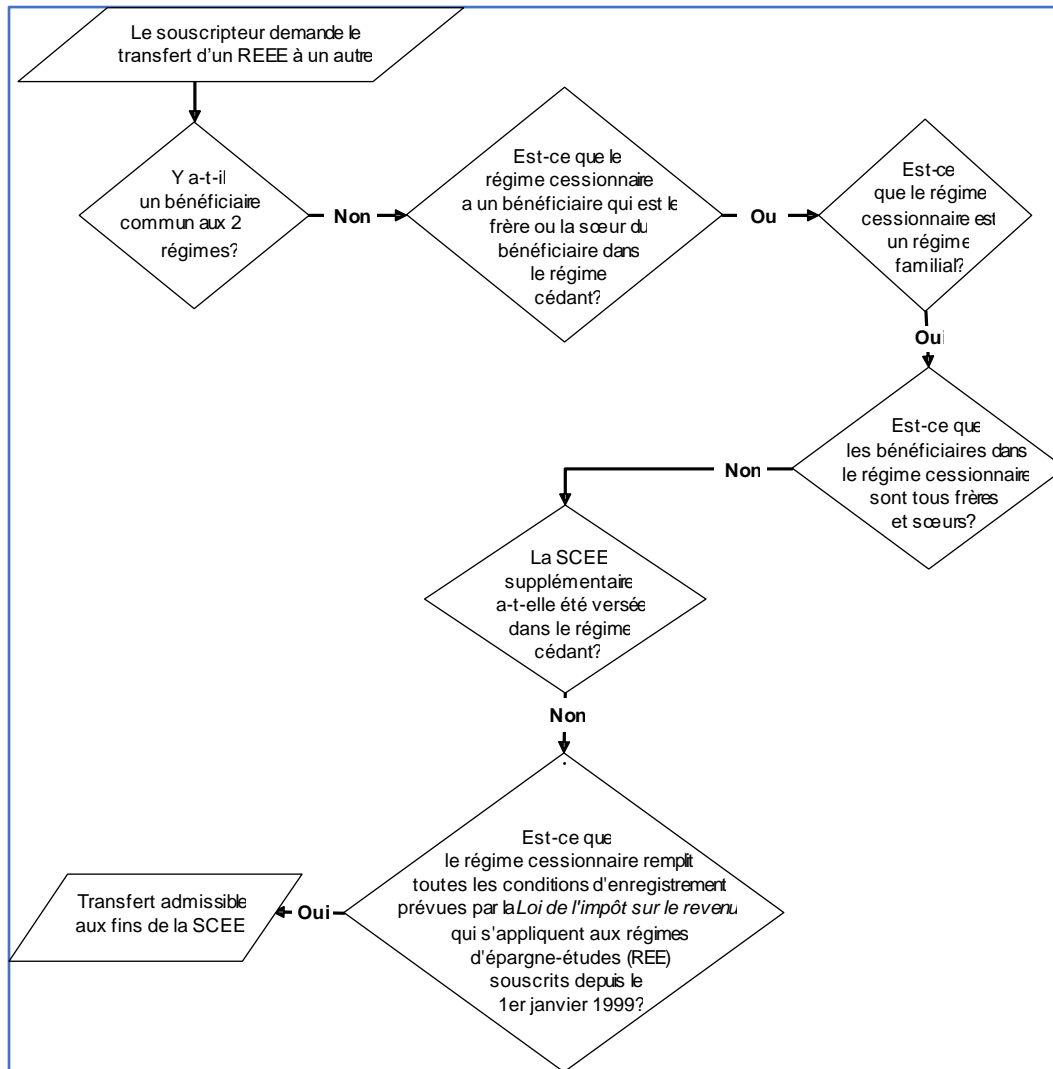 Le souscripteur demande le
transfert d'un REEE à un autre
Y a-t-il
un bénéficiaire
commun aux 2
régimes?
Non
Est-ce que le
régime cessionnaire
a un bénéficiaire qui est le
frère ou la sœur du
bénéficiaire dans
le régime
cédant?
Ou
Est-ce
que le régime
cessionnaire est
un régime
familial?
Oui
Est-ce que
les bénéficiaires dans
le régime cessionnaire
sont tous frères
et sœurs?
Non
La SCEE
supplémentaire
a-t-elle été versée
dans le régime
cédant?
Non
Est-ce que
le régime cessionnaire remplit
toutes les conditions d'enregistrement
prévues par la Loi de l'impôt sur le revenu
qui s'appliquent aux régimes
d'épargne-études (REE)
souscrits depuis le
1er janvier 1999?
Oui
Transfert admissible
aux fins de la SCEE